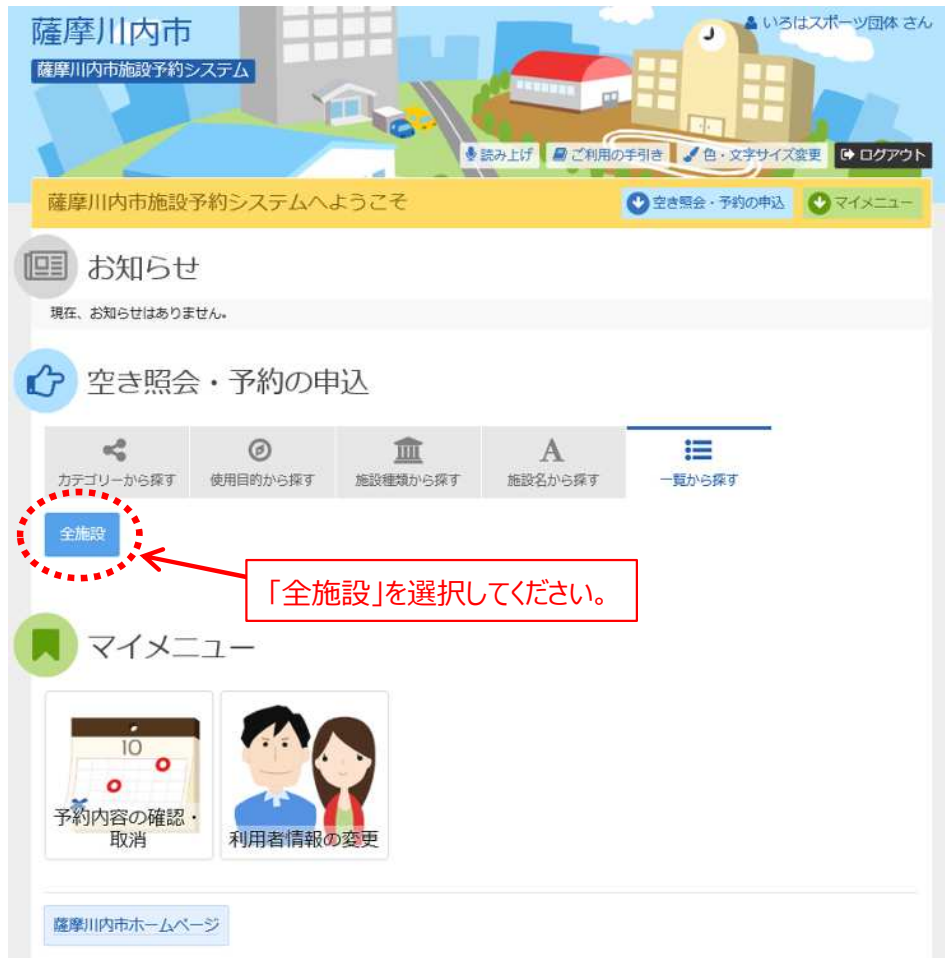 薩摩川内市
いろはスポーツ団体 さん
薩摩川内市施設予約システム
読み上げ
ご利用の手引き
色・文字サイズ変更
ログアウト
薩摩川内市施設予約システムへようこそ
空き照会・予約の申込
マイメニュー
お知らせ
現在、お知らせはありません。
空き照会・予約の申込
カテゴリーから探す
使用目的から探す
施設種類から探す
A
施設名から探す
一覧から探す
全施設
「全施設」を選択してください。
マイメニュー
10
予約内容の確認・
取消
利用者情報の変更
薩摩川内市ホームページ